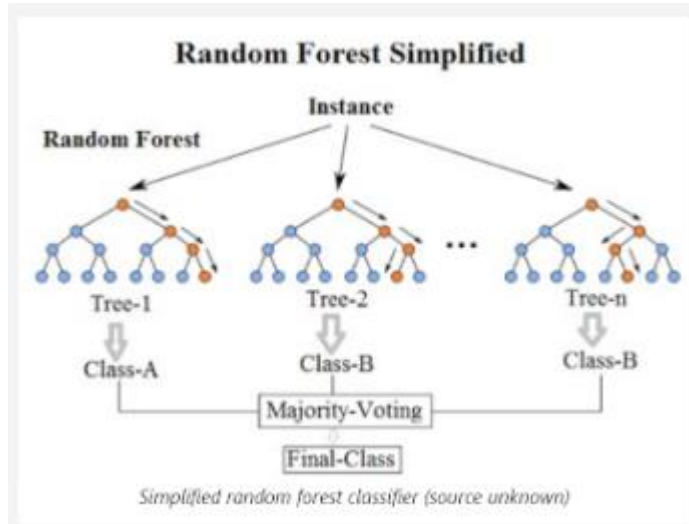 Random Forest Simplified
Instance
Random Forest
...
Tree-1 Tree-2 Tree-n
Class-A Class-B Class-B
Majority-Voting
Final-Class
Simplified random forest classifier (source unknown)